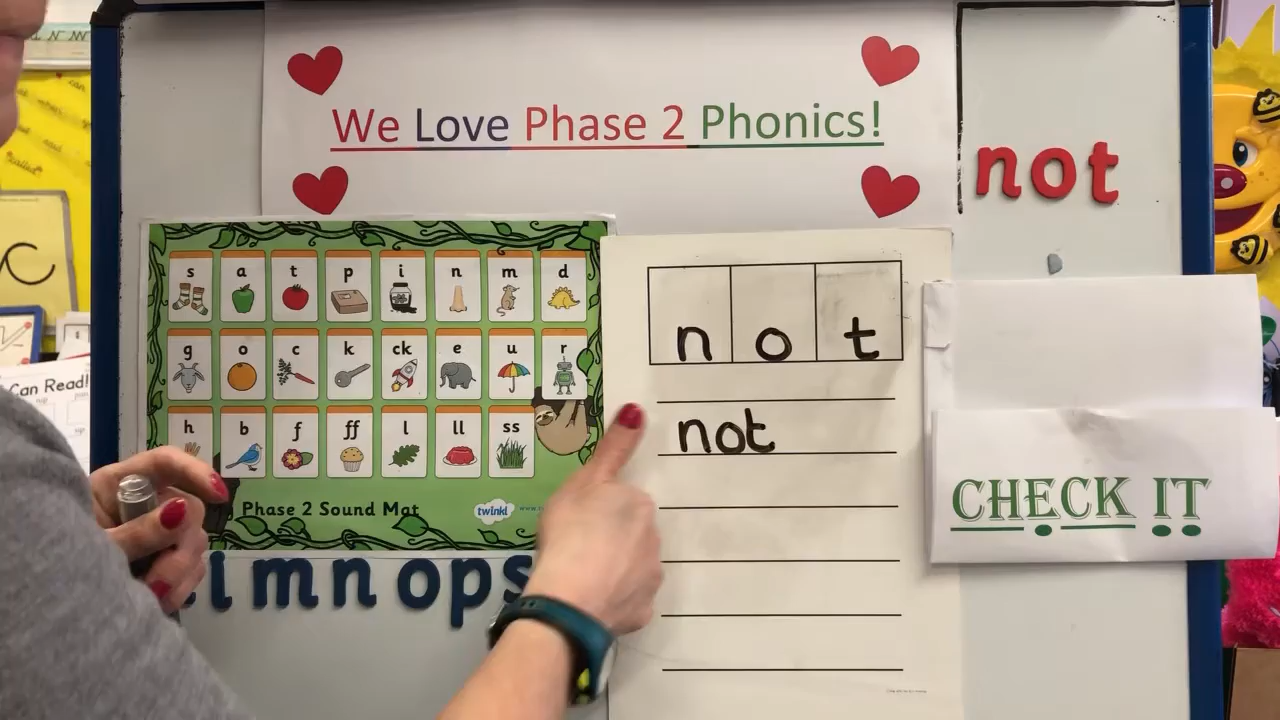 We Love Phase 2 Phonics!
not
s a t p i n m d
g o c k ck e u r
h b f ff l ll ss
Phase 2 Sound Mat
twinkl
n o t
not
CHECK IT
l m n o p s
Can Read!